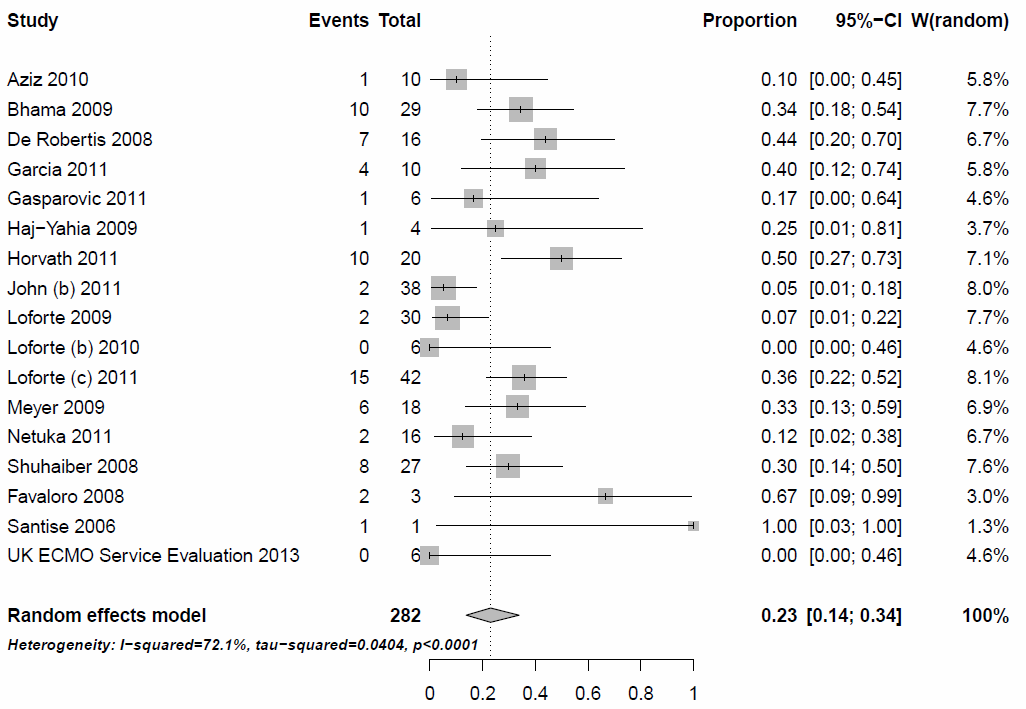 Study Events Total Proportion 95%−CI W(random)
Aziz 2010 1 10 0.10 [0.00; 0.45] 5.8%
Bhama 2009 10 29 0.34 [0.18; 0.54] 7.7%
De Robertis 2008 7 16 0.44 [0.20; 0.70] 6.7%
Garcia 2011 4 10 0.40 [0.12; 0.74] 5.8%
Gasparovic 2011 1 6 0.17 [0.00; 0.64] 4.6%
Haj−Yahia 2009 1 4 0.25 [0.01; 0.81] 3.7%
Horvath 2011 10 20 0.50 [0.27; 0.73] 7.1%
John (b) 2011 2 38 0.05 [0.01; 0.18] 8.0%
Loforte 2009 2 30 0.07 [0.01; 0.22] 7.7%
Loforte (b) 2010 0 6 0.00 [0.00; 0.46] 4.6%
Loforte (c) 2011 15 42 0.36 [0.22; 0.52] 8.1%
Meyer 2009 6 18 0.33 [0.13; 0.59] 6.9%
Netuka 2011 2 16 0.12 [0.02; 0.38] 6.7%
Shuhaiber 2008 8 27 0.30 [0.14; 0.50] 7.6%
Favaloro 2008 2 3 0.67 [0.09; 0.99] 3.0%
Santise 2006 1 1 1.00 [0.03; 1.00] 1.3%
UK ECMO Service Evaluation 2013 0 6 0.00 [0.00; 0.46] 4.6%
Random effects model 282 0.23 [0.14; 0.34] 100%
Heterogeneity: I−squared=72.1%, tau−squared=0.0404, p<0.0001
0 0.2 0.4 0.6 0.8 1